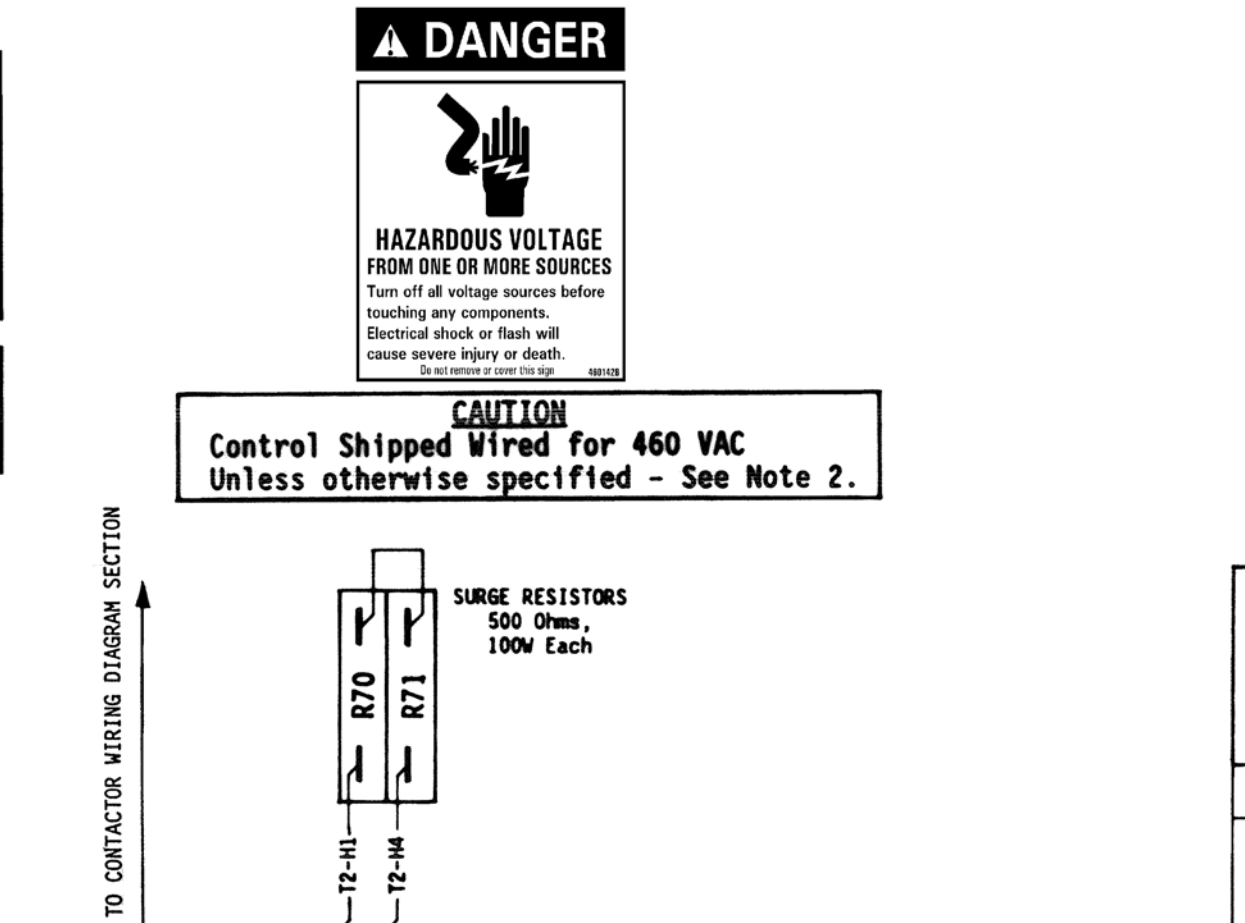 DANGER
HAZARDOUS VOLTAGE
FROM ONE OR MORE SOURCES
Turn off all voltage sources before
touching any components.
Electrical shock or flash will
cause severe injury or death.
Do not remove or cover this sign
460142B
CAUTION
Control Shipped Wired for 460 VAC
Unless otherwise specified - See Note 2.
TO CONTACTOR WIRING DIAGRAM SECTION
SURGE RESISTORS
500 Ohms,
100W Each
R70
R71
T2-H1
T2-H4